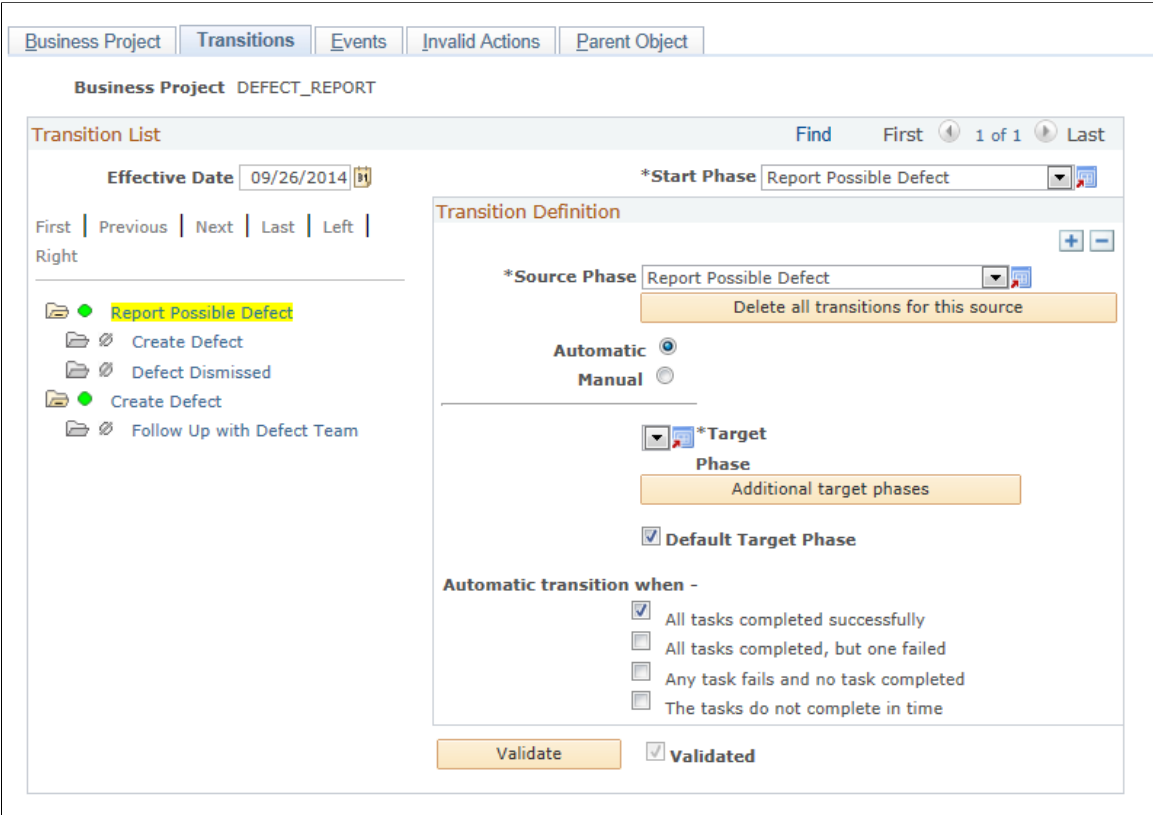 Business Project Transitions Events Invalid Actions Parent Object
Business Project DEFECT_REPORT
Transition List Find First 1 of 1 Last
Effective Date 09/26/2014 *Start Phase Report Possible Defect
First | Previous | Next | Last | Left |
Right
Report Possible Defect
Create Defect
Defect Dismissed
Create Defect
Follow Up with Defect Team
Transition Definition
*Source Phase Report Possible Defect
Delete all transitions for this source
Automatic
Manual
*Target
Phase
Additional target phases
Default Target Phase
Automatic transition when -
All tasks completed successfully
All tasks completed, but one failed
Any task fails and no task completed
The tasks do not complete in time
Validate Validated